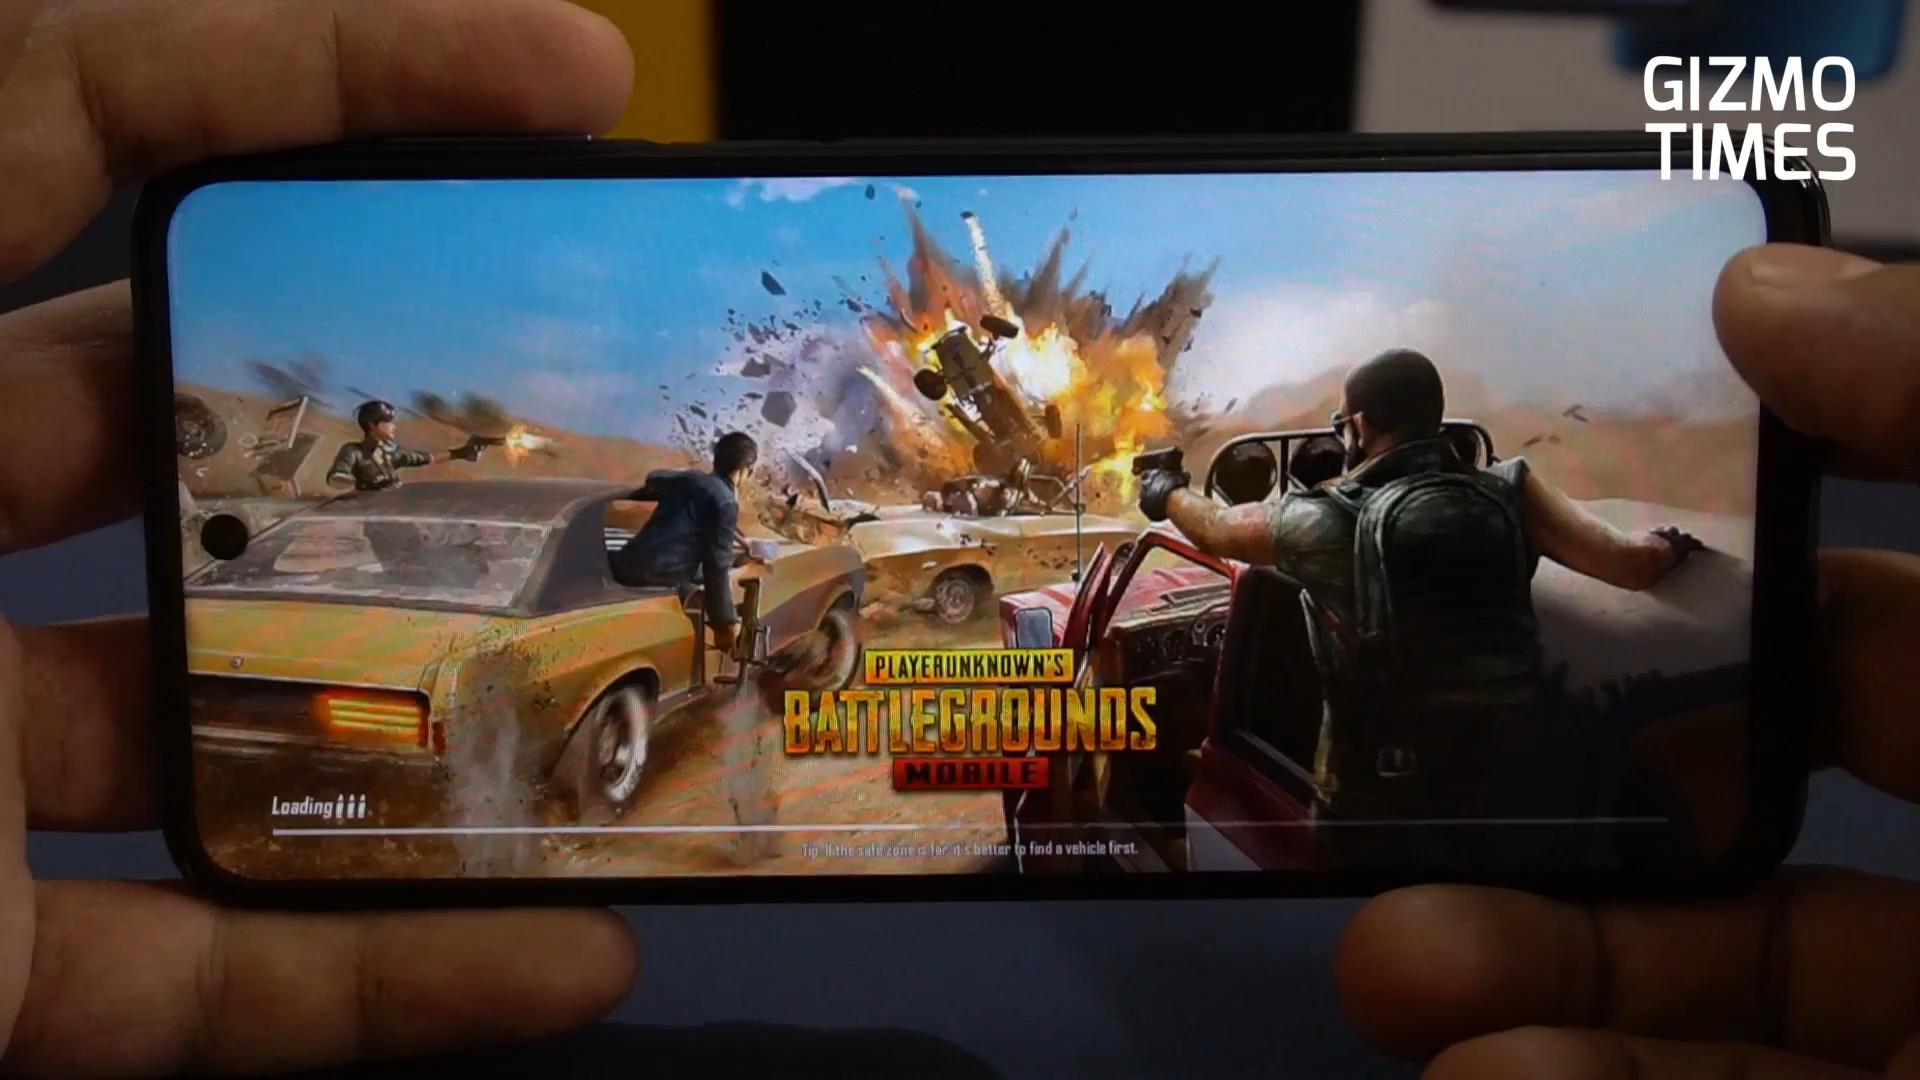 GIZMO
TIMES
PLAYERUNKNOWN'S
BATTLEGROUNDS
MOBILE
Loading
Tip: If the safe zone is far, it's better to find a vehicle first.